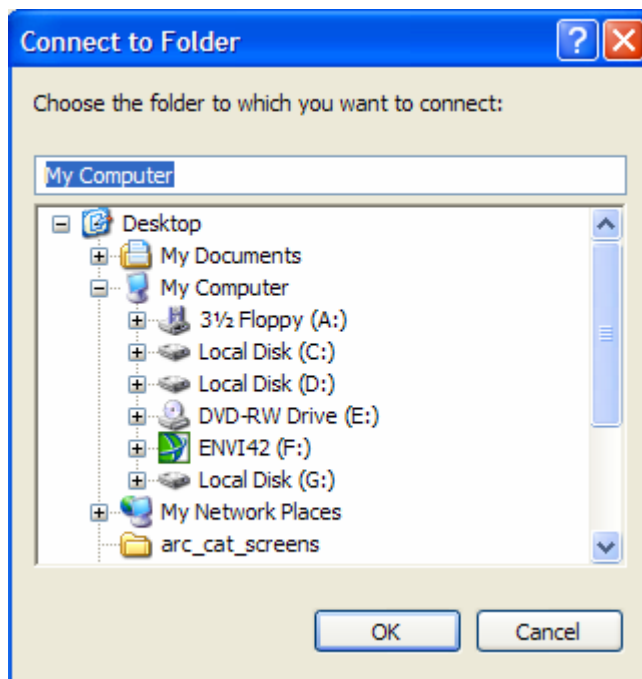 Connect to Folder
Choose the folder to which you want to connect:
My Computer
Desktop
My Documents
My Computer
3½ Floppy (A:)
Local Disk (C:)
Local Disk (D:)
DVD-RW Drive (E:)
ENVI42 (F:)
Local Disk (G:)
My Network Places
arc_cat_screens
OK Cancel